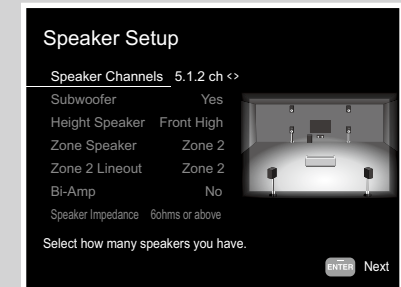 Speaker Setup
Speaker Channels 5.1.2 ch <>
Subwoofer Yes
Height Speaker Front High
Zone Speaker Zone 2
Zone 2 Lineout Zone 2
Bi-Amp No
Speaker Impedance 6ohms or above
Select how many speakers you have.
ENTER Next